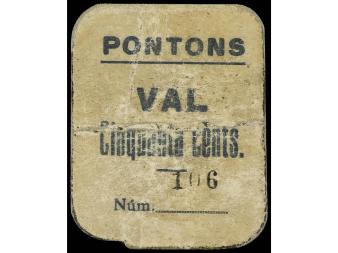 PONTONS
VAL
Cinquanta cènts.
106
Núm.